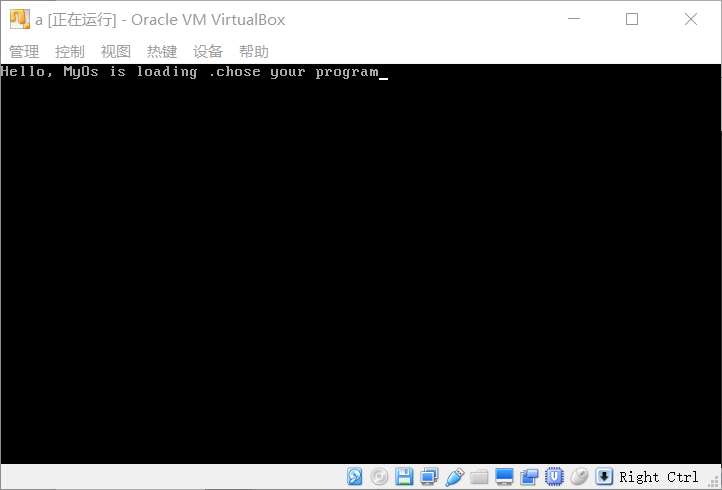 a [正在运行] - Oracle VM VirtualBox
管理 控制 视图 热键 设备 帮助
Hello, MyOs is loading .chose your program_
Right Ctrl